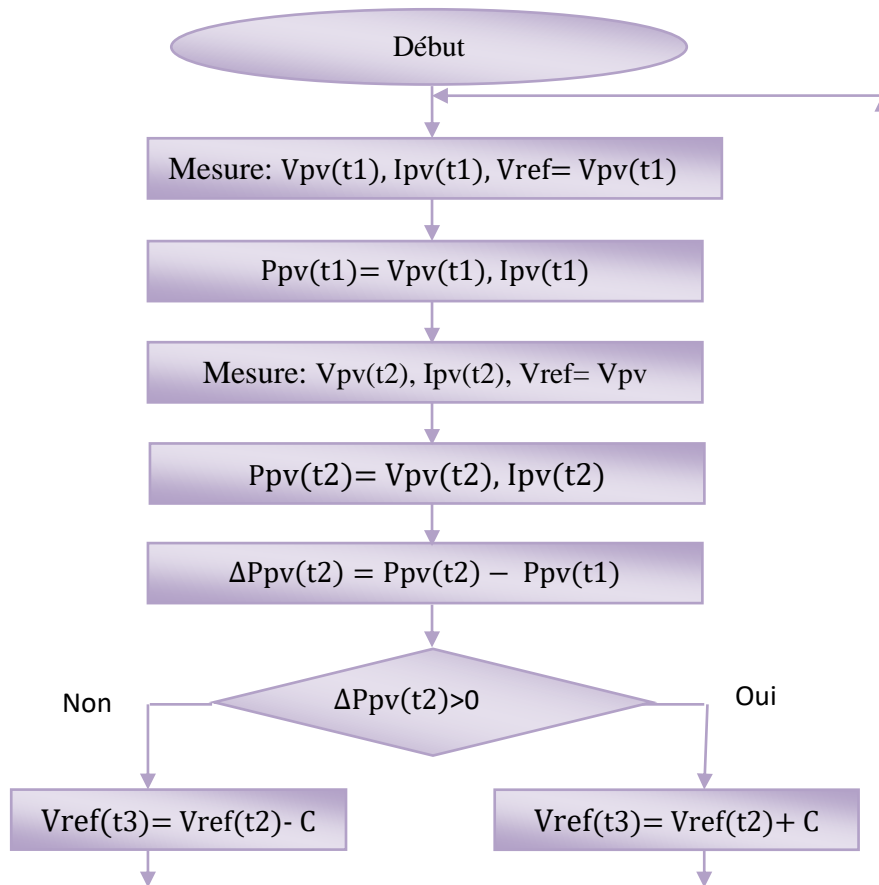 Début
Mesure: Vpv(t1), Ipv(t1), Vref= Vpv(t1)
Ppv(t1)= Vpv(t1), Ipv(t1)
Mesure: Vpv(t2), Ipv(t2), Vref= Vpv
Ppv(t2)= Vpv(t2), Ipv(t2)
ΔPpv(t2) = Ppv(t2) − Ppv(t1)
Non
ΔPpv(t2)>0
Oui
Vref(t3)= Vref(t2)- C
Vref(t3)= Vref(t2)+ C